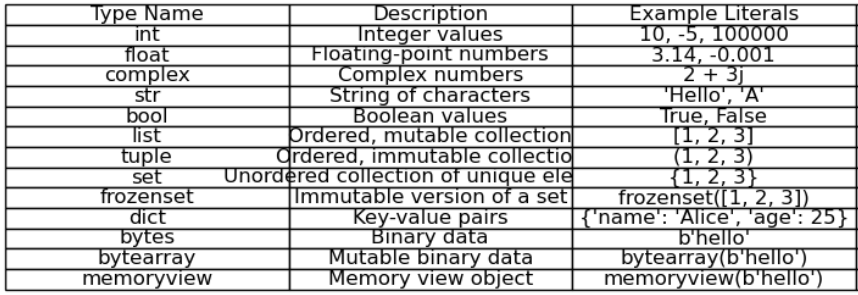 Type Name Description Example Literals
int Integer values 10, -5, 100000
float Floating-point numbers 3.14, -0.001
complex Complex numbers 2 + 3j
str String of characters 'Hello', 'A'
bool Boolean values True, False
list Ordered, mutable collection [1, 2, 3]
tuple Ordered, immutable collectio (1, 2, 3)
set Unordered collection of unique ele {1, 2, 3}
frozenset Immutable version of a set frozenset([1, 2, 3])
dict Key-value pairs {'name': 'Alice', 'age': 25}
bytes Binary data b'hello'
bytearray Mutable binary data bytearray(b'hello')
memoryview Memory view object memoryview(b'hello')